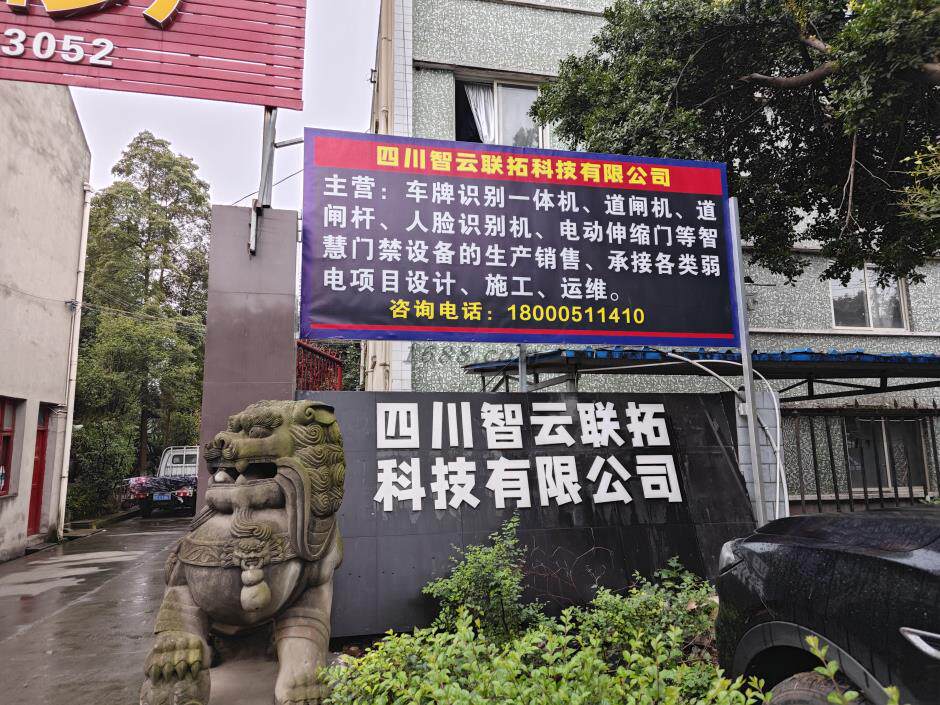 3052
四川智云联拓科技有限公司
主营：车牌识别一体机、道闸机、道
闸杆、人脸识别机、电动伸缩门等智
慧门禁设备的生产销售、承接各类弱
电项目设计、施工、运维。
咨询电话：18000511410
四川智云联拓
科技有限公司